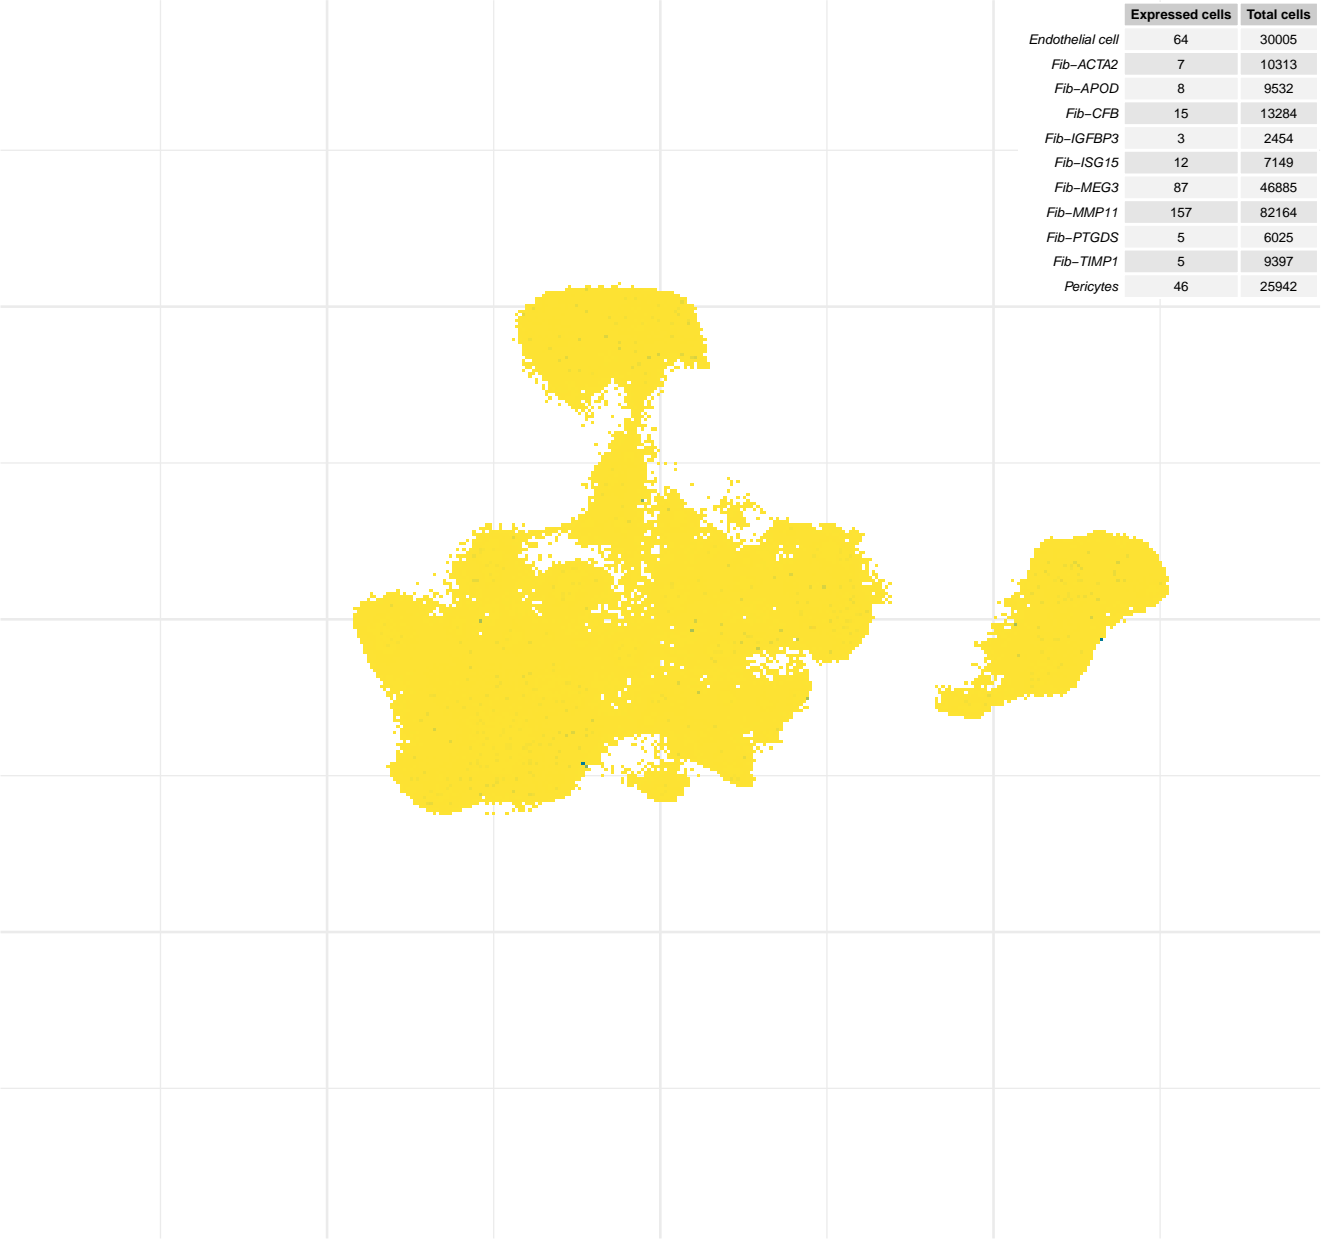 Expressed cells Total cells
Endothelial cell 64 30005
Fib−ACTA2 7 10313
Fib−APOD 8 9532
Fib−CFB 15 13284
Fib−IGFBP3 3 2454
Fib−ISG15 12 7149
Fib−MEG3 87 46885
Fib−MMP11 157 82164
Fib−PTGDS 5 6025
Fib−TIMP1 5 9397
Pericytes 46 25942